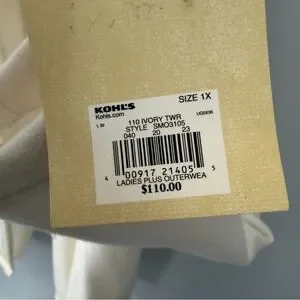 KOHL'S SIZE 1X
Kohls.com
110 IVORY TWR
STYLE SMO3105
040 20 23
4 00917 21405 5
LADIES PLUS OUTERWEA
$110.00